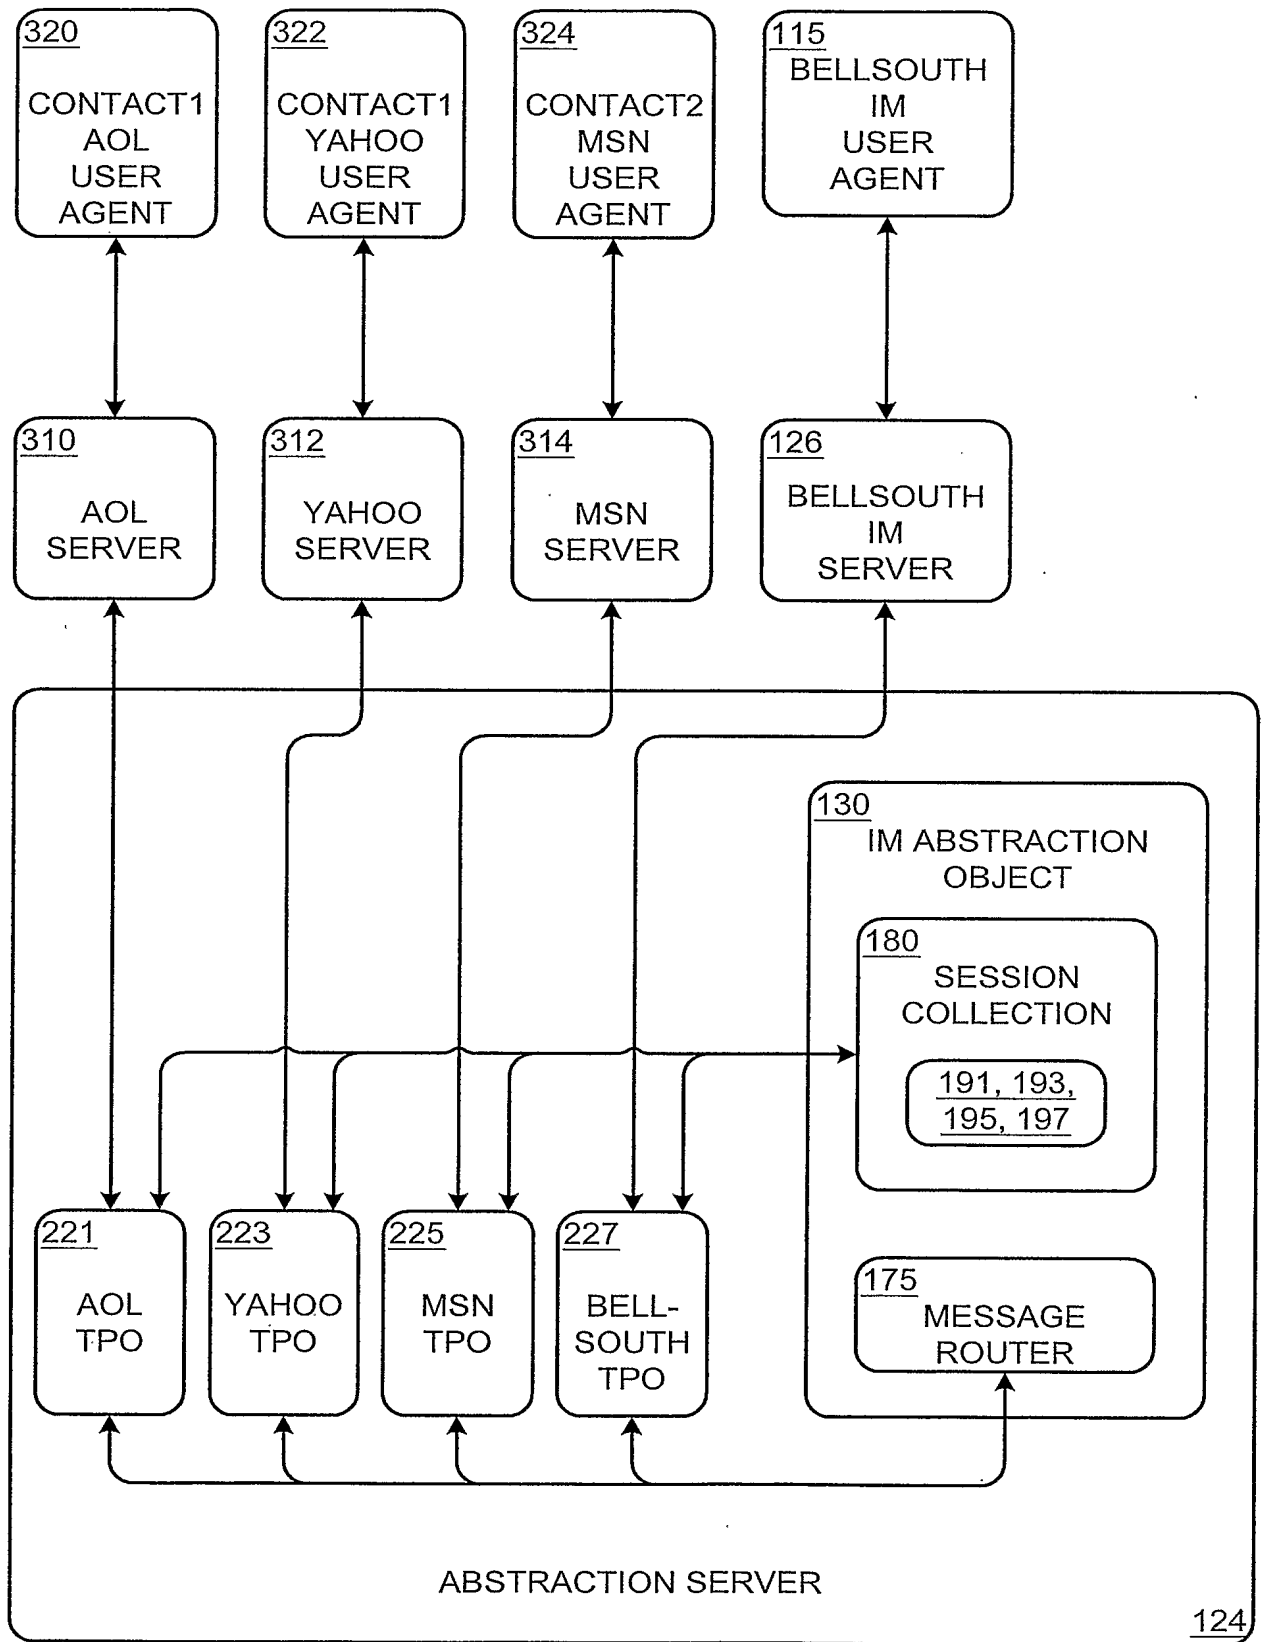 320
CONTACT1
AOL
USER
AGENT
322
CONTACT1
YAHOO
USER
AGENT
324
CONTACT2
MSN
USER
AGENT
115
BELLSOUTH
IM
USER
AGENT
310
AOL
SERVER
312
YAHOO
SERVER
314
MSN
SERVER
126
BELLSOUTH
IM
SERVER
130
IM ABSTRACTION
OBJECT
180
SESSION
COLLECTION
191, 193,
195, 197
221
AOL
TPO
223
YAHOO
TPO
225
MSN
TPO
227
BELL-
SOUTH
TPO
175
MESSAGE
ROUTER
ABSTRACTION SERVER
124